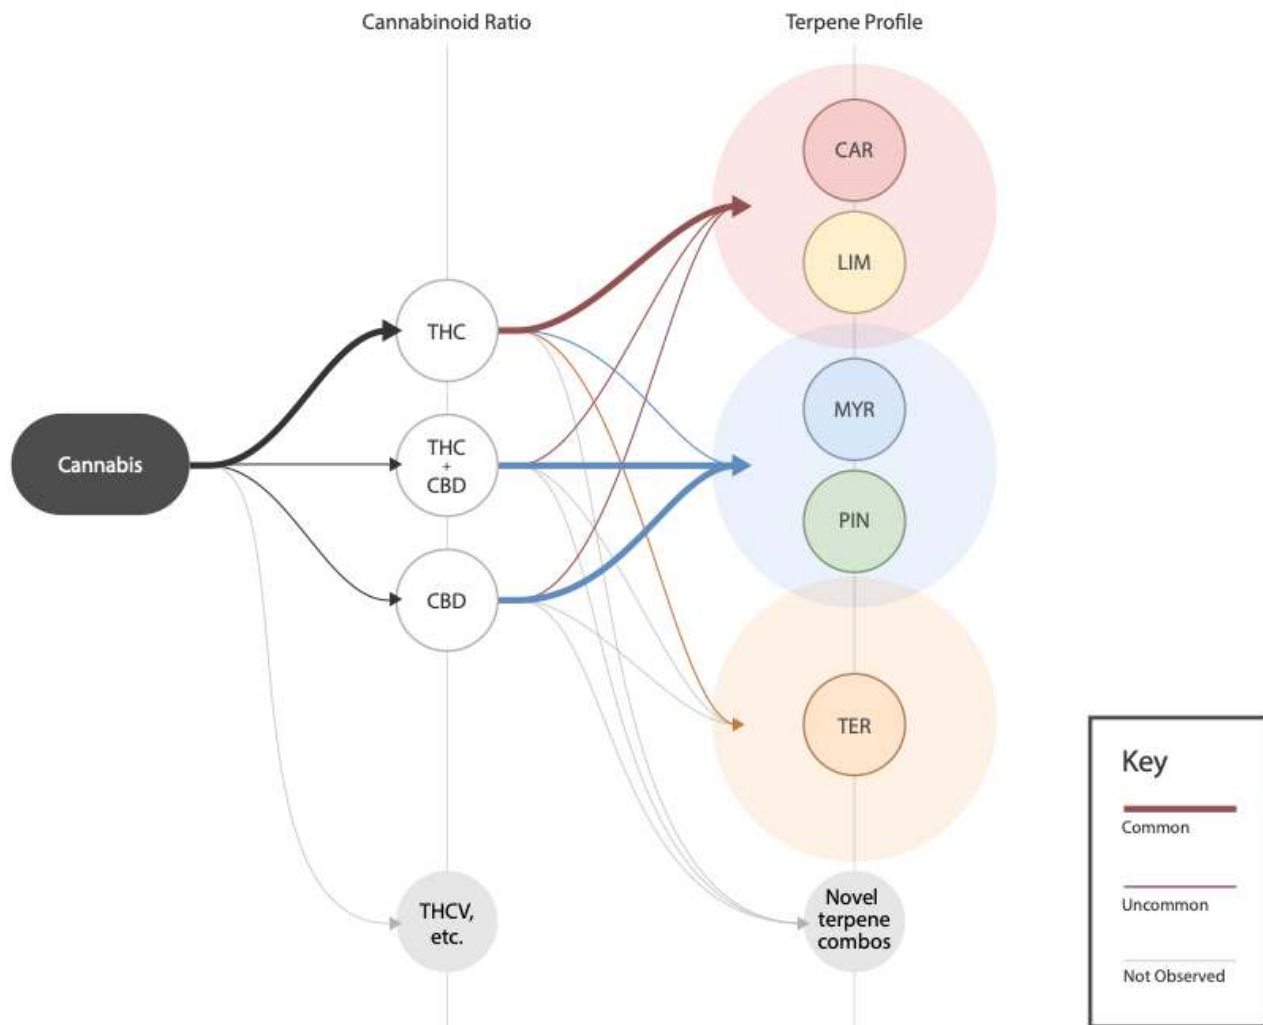 Cannabinoid Ratio
Terpene Profile
CAR
LIM
THC
MYR
Cannabis
THC
+
CBD
PIN
CBD
TER
THCV,
etc.
Novel
terpene
combos
Key
Common
Uncommon
Not Observed